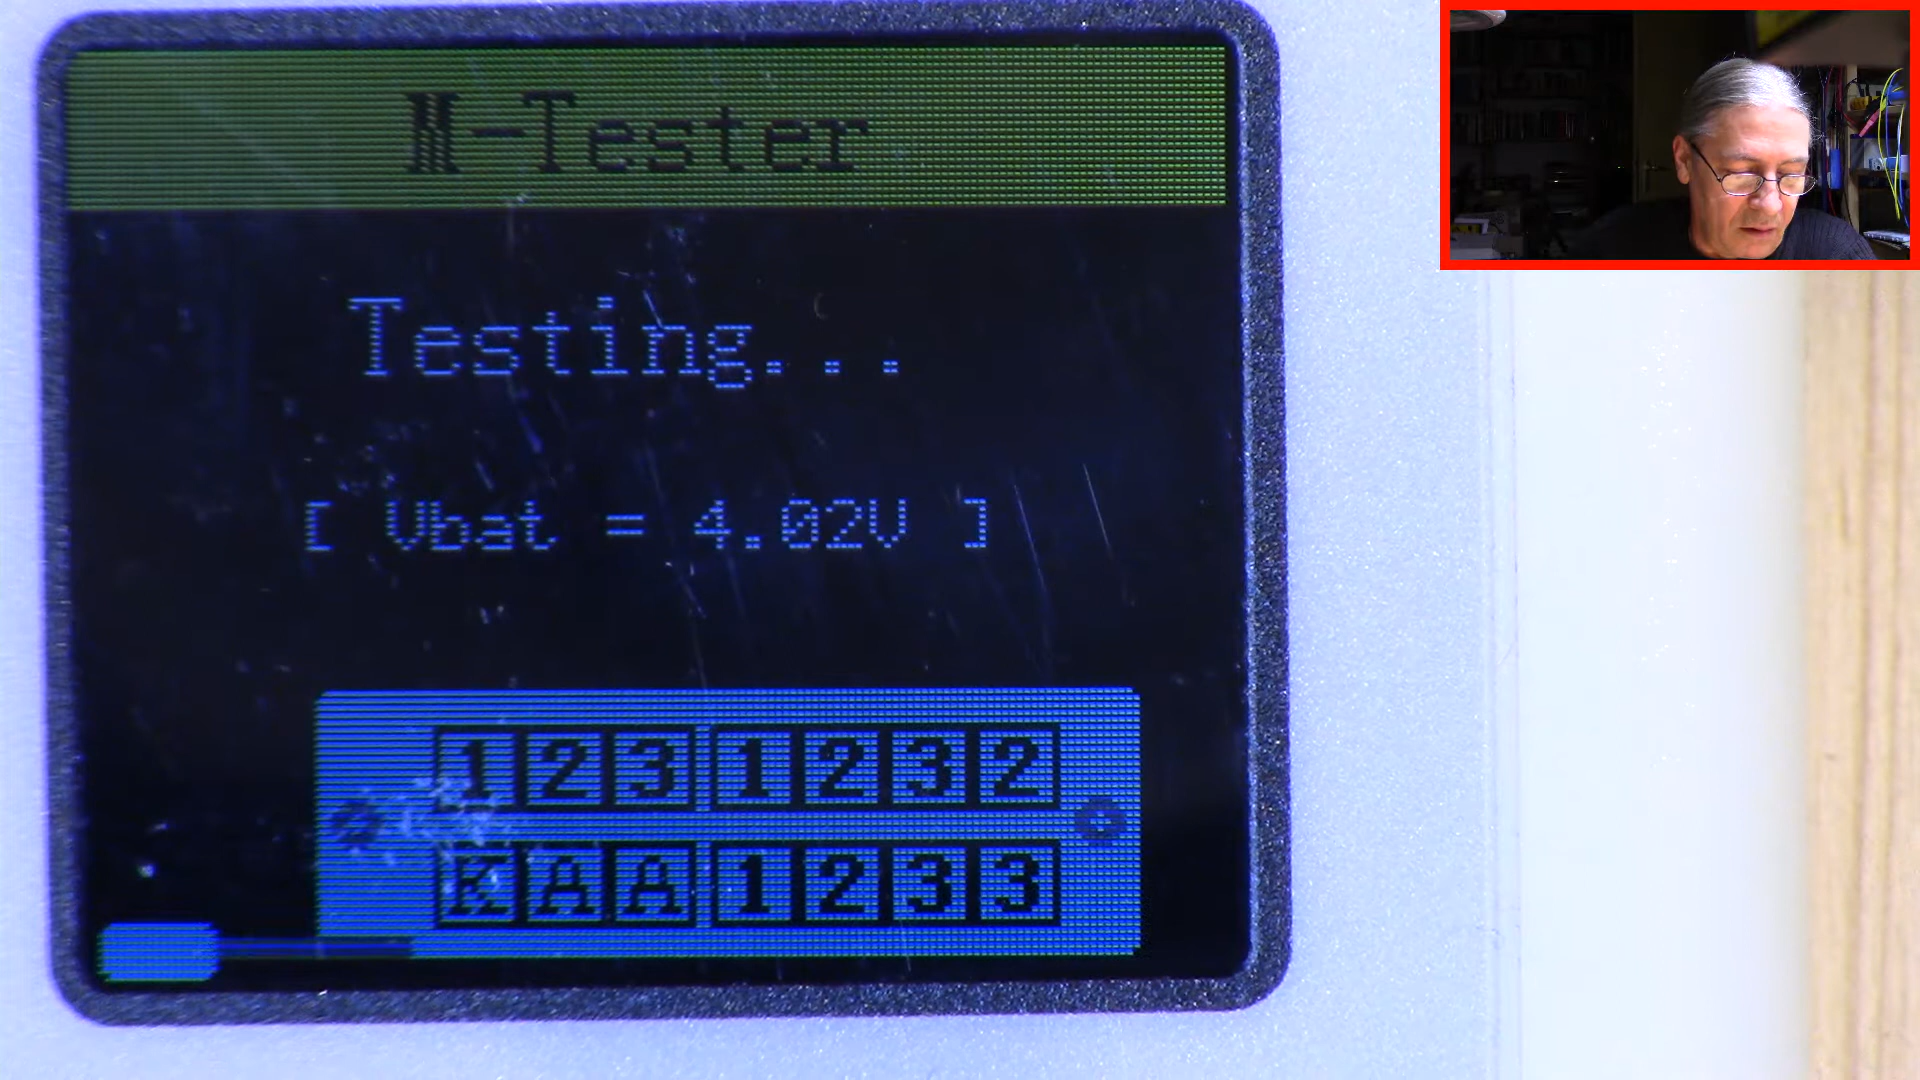 M-Tester
Testing...
[ Vbat = 4.02V ]
1 2 3 1 2 3 2
K A A 1 2 3 3